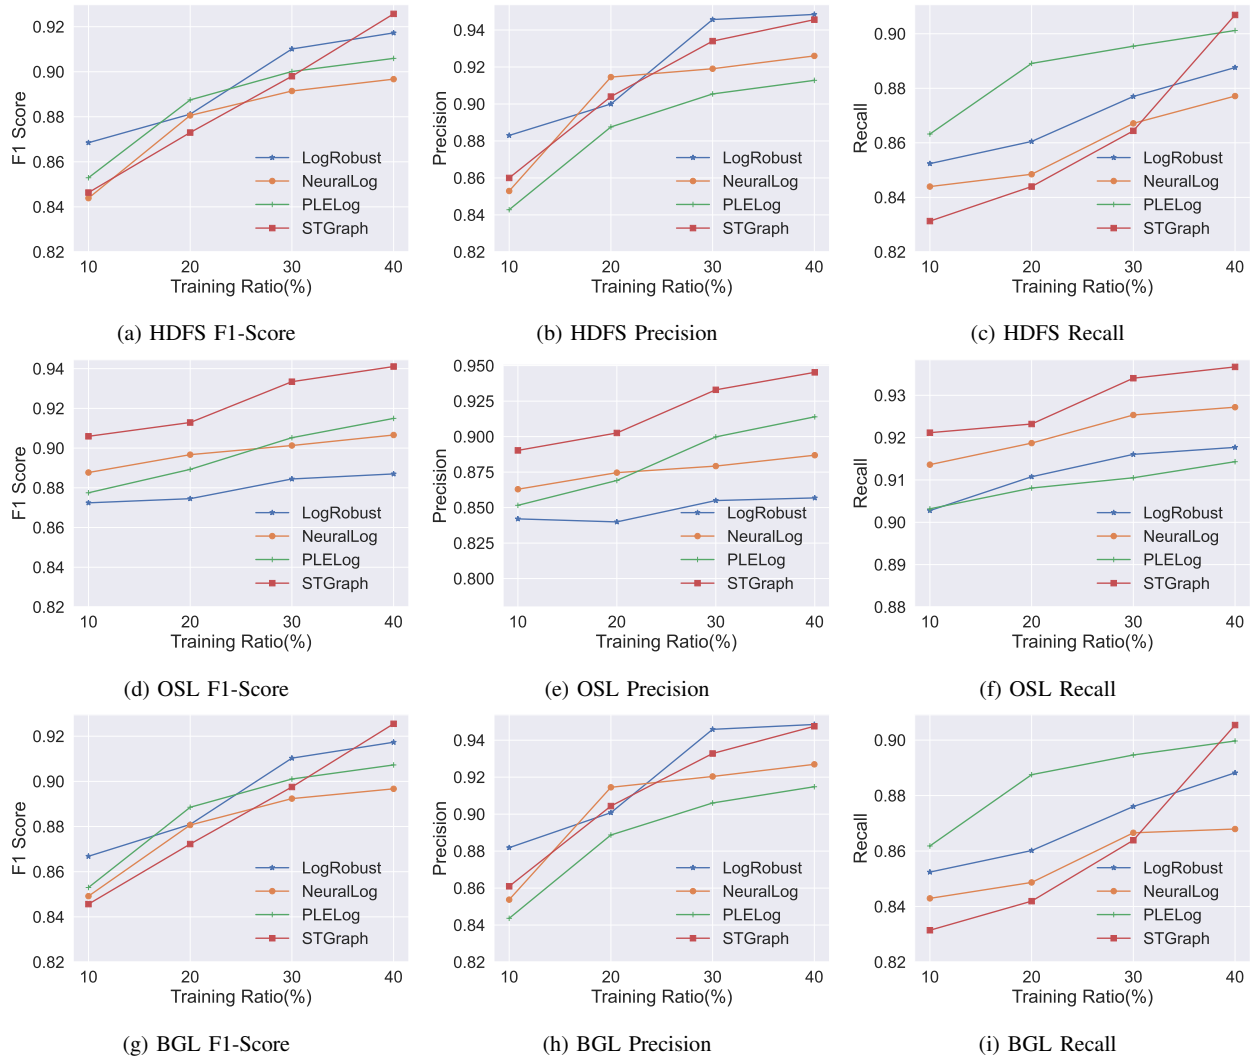 F1 Score
0.92
0.90
0.88
0.86
0.84
0.82
10 20 30 40
Training Ratio(%)
LogRobust
NeuralLog
PLELog
STGraph
(a) HDFS F1-Score
Precision
0.94
0.92
0.90
0.88
0.86
0.84
0.82
10 20 30 40
Training Ratio(%)
LogRobust
NeuralLog
PLELog
STGraph
(b) HDFS Precision
Recall
0.90
0.88
0.86
0.84
0.82
10 20 30 40
Training Ratio(%)
LogRobust
NeuralLog
PLELog
STGraph
(c) HDFS Recall
F1 Score
0.94
0.92
0.90
0.88
0.86
0.84
0.82
10 20 30 40
Training Ratio(%)
LogRobust
NeuralLog
PLELog
STGraph
(d) OSL F1-Score
Precision
0.950
0.925
0.900
0.875
0.850
0.825
0.800
10 20 30 40
Training Ratio(%)
LogRobust
NeuralLog
PLELog
STGraph
(e) OSL Precision
Recall
0.93
0.92
0.91
0.90
0.89
0.88
10 20 30 40
Training Ratio(%)
LogRobust
NeuralLog
PLELog
STGraph
(f) OSL Recall
F1 Score
0.92
0.90
0.88
0.86
0.84
0.82
10 20 30 40
Training Ratio(%)
LogRobust
NeuralLog
PLELog
STGraph
(g) BGL F1-Score
Precision
0.94
0.92
0.90
0.88
0.86
0.84
0.82
10 20 30 40
Training Ratio(%)
LogRobust
NeuralLog
PLELog
STGraph
(h) BGL Precision
Recall
0.90
0.88
0.86
0.84
0.82
10 20 30 40
Training Ratio(%)
LogRobust
NeuralLog
PLELog
STGraph
(i) BGL Recall